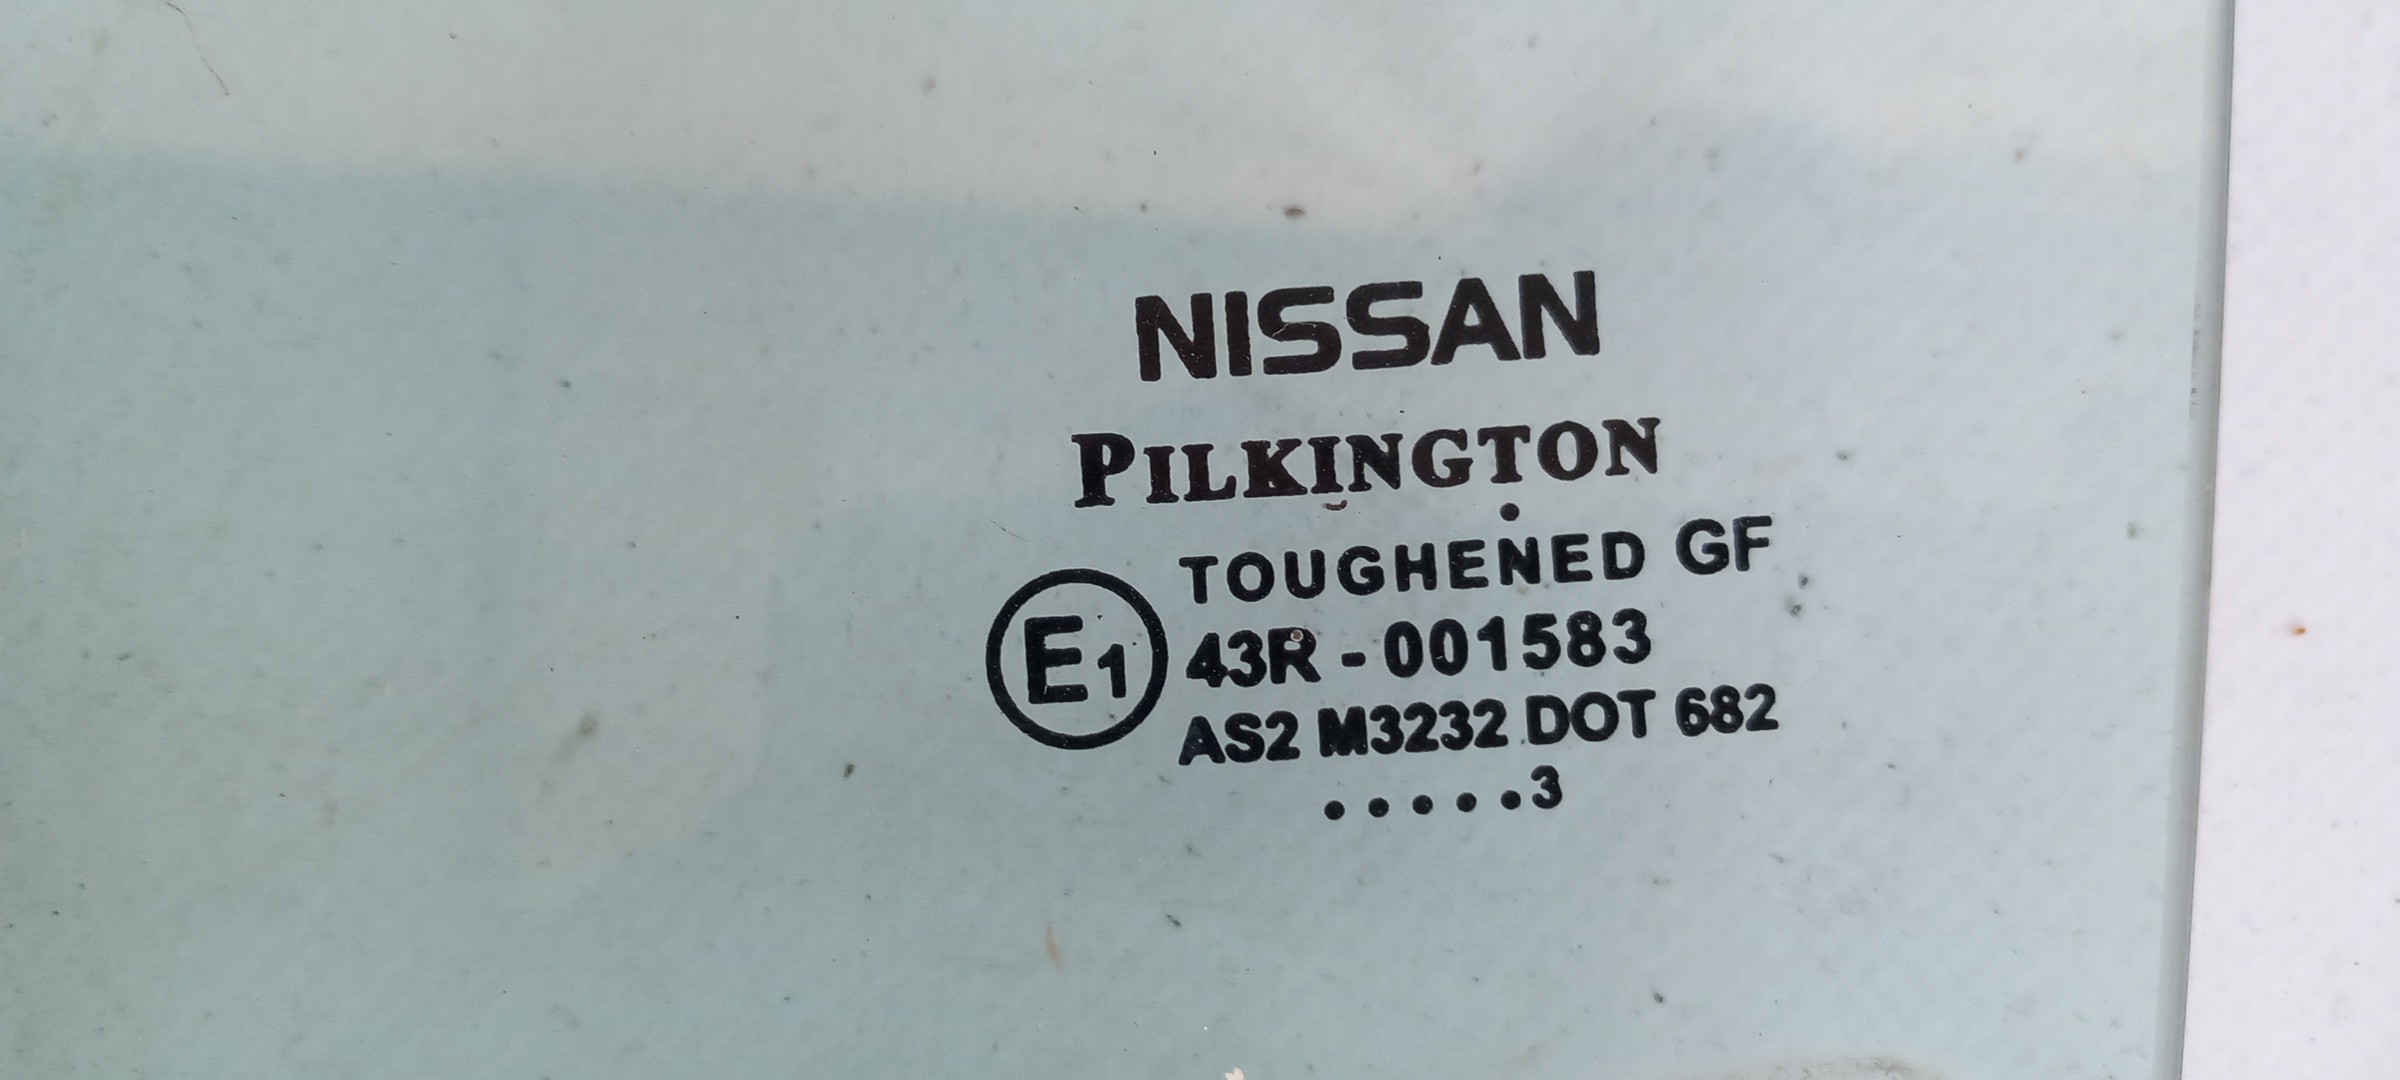 NISSAN
PILKINGTON
.
TOUGHENED GF
E1
43R - 001583
AS2 M3232 DOT 682
.....3